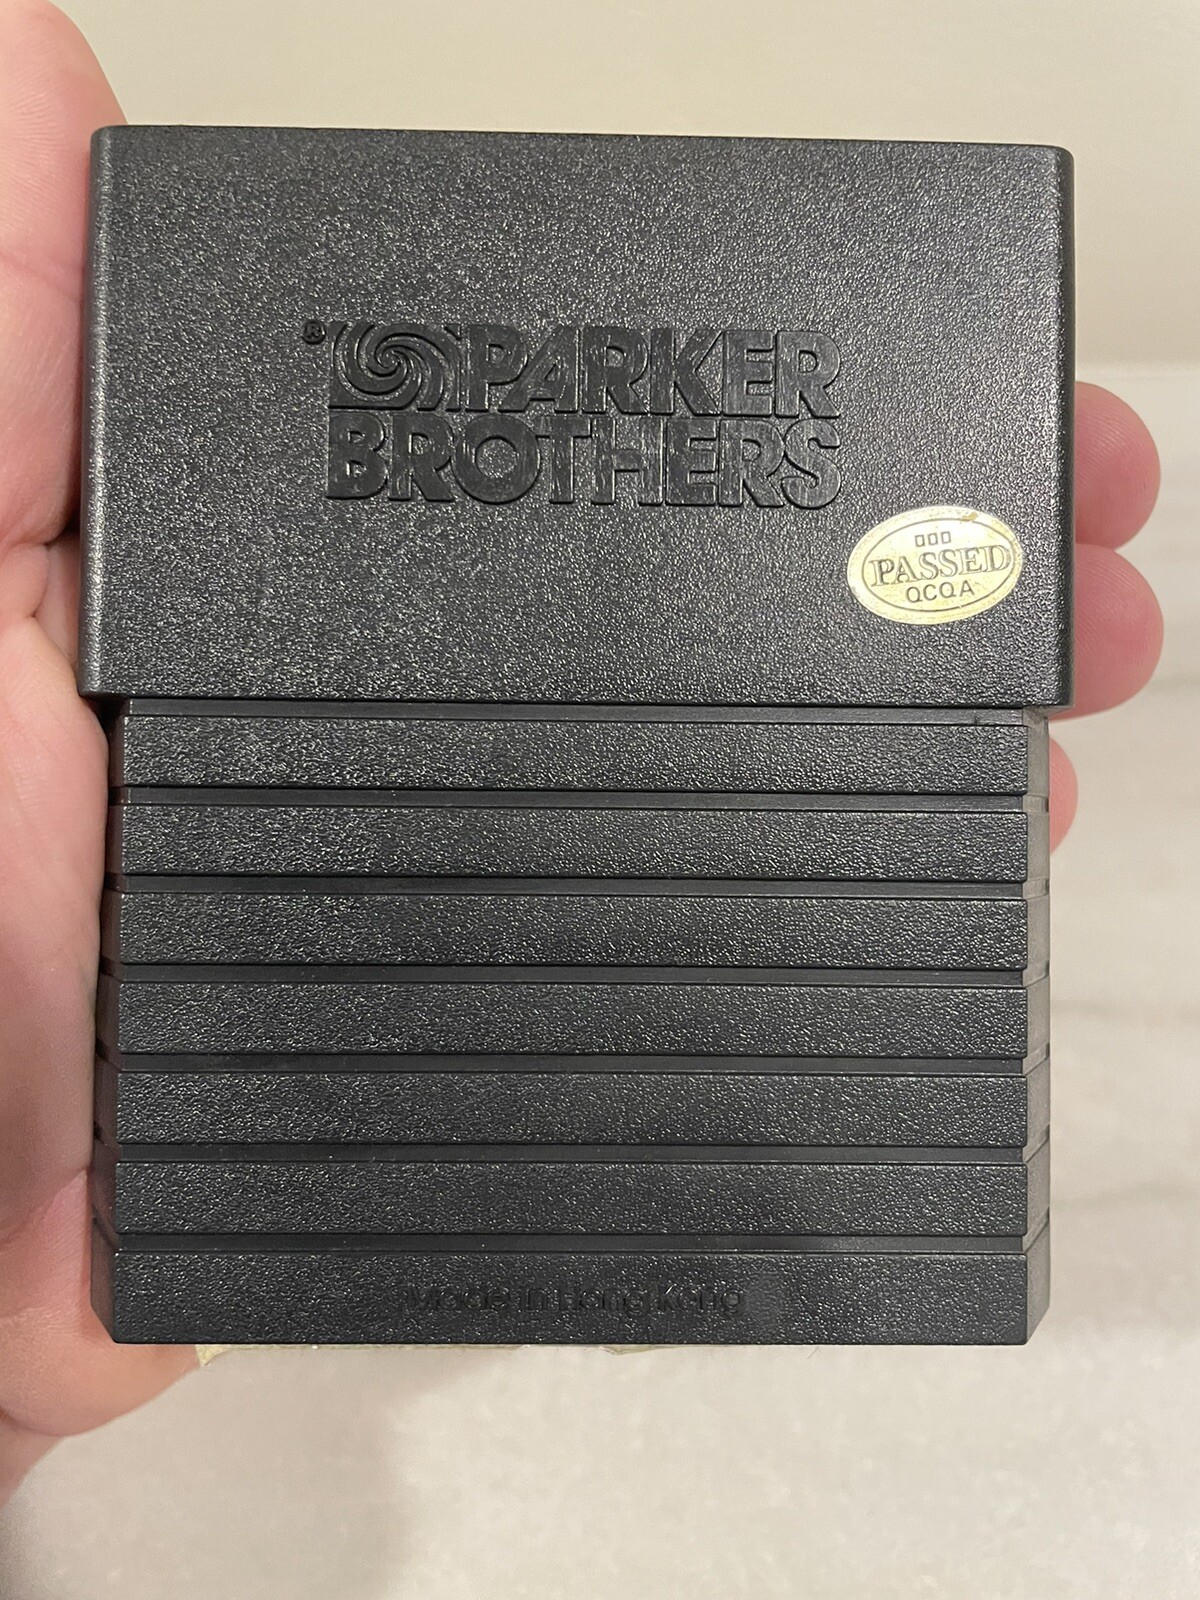 ® PARKER
BROTHERS
PASSED
QCQA
Made in Hong Kong